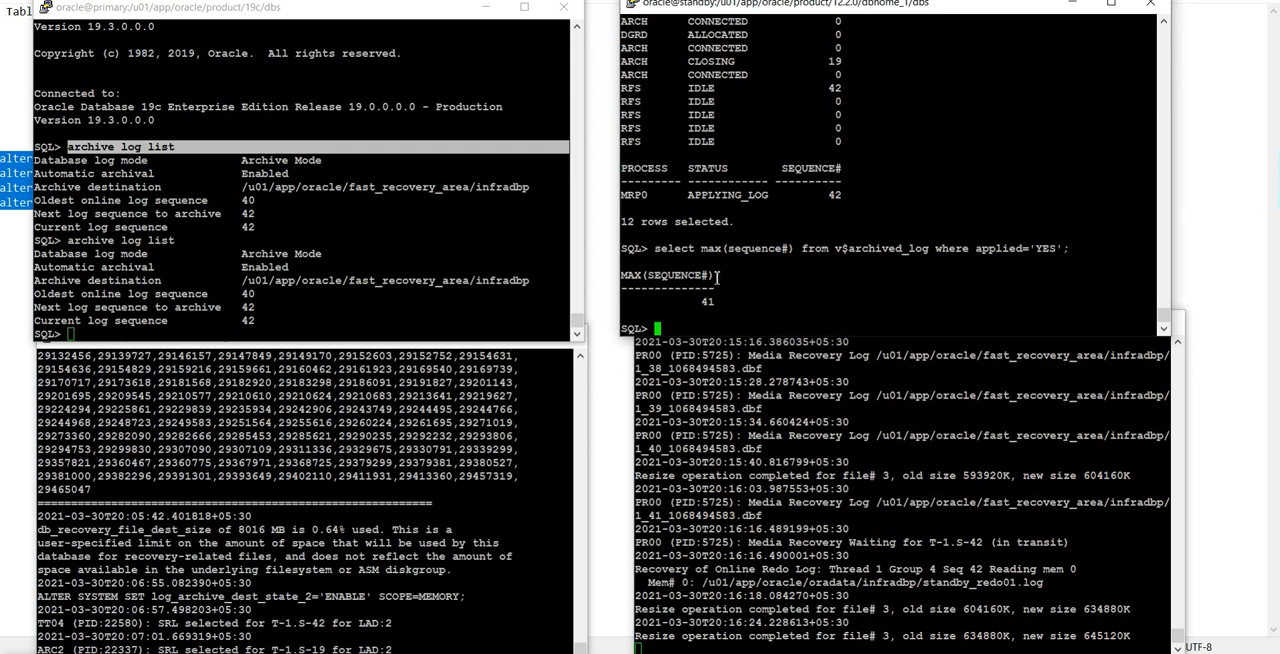 Tabl
alter
alter
alter
alter
oracle@primary:/u01/app/oracle/product/19c/dbs
Version 19.3.0.0.0
Copyright (c) 1982, 2019, Oracle.  All rights reserved.
Connected to:
Oracle Database 19c Enterprise Edition Release 19.0.0.0.0 - Production
Version 19.3.0.0.0
SQL> archive log list
Database log mode              Archive Mode
Automatic archival             Enabled
Archive destination            /u01/app/oracle/fast_recovery_area/infradbp
Oldest online log sequence     40
Next log sequence to archive   42
Current log sequence           42
SQL> archive log list
Database log mode              Archive Mode
Automatic archival             Enabled
Archive destination            /u01/app/oracle/fast_recovery_area/infradbp
Oldest online log sequence     40
Next log sequence to archive   42
Current log sequence           42
SQL>
oracle@standby:/u01/app/oracle/product/12.2.0/dbhome_1/dbs
ARCH      CONNECTED             0
DGRD      ALLOCATED             0
ARCH      CONNECTED             0
ARCH      CLOSING              19
ARCH      CONNECTED             0
RFS       IDLE                 42
RFS       IDLE                  0
RFS       IDLE                  0
RFS       IDLE                  0
RFS       IDLE                  0
PROCESS   STATUS        SEQUENCE#
--------- ------------ ----------
MRP0      APPLYING_LOG         42
12 rows selected.
SQL> select max(sequence#) from v$archived_log where applied='YES';
MAX(SEQUENCE#)
--------------
            41
SQL>
29132456,29139727,29146157,29147849,29149170,29152603,29152752,29154631,
29154636,29154829,29159216,29159661,29160462,29161923,29169540,29169739,
29170717,29173618,29181568,29182920,29183298,29186091,29191827,29201143,
29201695,29209545,29210577,29210610,29210624,29210683,29213641,29219627,
29224294,29225861,29229839,29235934,29242906,29243749,29244495,29244766,
29244968,29248723,29249583,29251564,29255616,29260224,29261695,29271019,
29273360,29282090,29282666,29285453,29285621,29290235,29292232,29293806,
29294753,29299830,29307090,29307109,29311336,29329675,29330791,29339299,
29357821,29360467,29360775,29367971,29368725,29379299,29379381,29380527,
29381000,29382296,29391301,29393649,29402110,29411931,29413360,29457319,
29465047
===========================================================
2021-03-30T20:05:42.401818+05:30
db_recovery_file_dest_size of 8016 MB is 0.64% used. This is a
user-specified limit on the amount of space that will be used by this
database for recovery-related files, and does not reflect the amount of
space available in the underlying filesystem or ASM diskgroup.
2021-03-30T20:06:55.082390+05:30
ALTER SYSTEM SET log_archive_dest_state_2='ENABLE' SCOPE=MEMORY;
2021-03-30T20:06:57.498203+05:30
TT04 (PID:22580): SRL selected for T-1.S-42 for LAD:2
2021-03-30T20:07:01.669319+05:30
ARC2 (PID:22337): SRL selected for T-1.S-19 for LAD:2
2021-03-30T20:15:16.386035+05:30
PR00 (PID:5725): Media Recovery Log /u01/app/oracle/fast_recovery_area/infradbp/
1_38_1068494583.dbf
2021-03-30T20:15:28.278743+05:30
PR00 (PID:5725): Media Recovery Log /u01/app/oracle/fast_recovery_area/infradbp/
1_39_1068494583.dbf
2021-03-30T20:15:34.660424+05:30
PR00 (PID:5725): Media Recovery Log /u01/app/oracle/fast_recovery_area/infradbp/
1_40_1068494583.dbf
2021-03-30T20:15:40.816799+05:30
Resize operation completed for file# 3, old size 593920K, new size 604160K
2021-03-30T20:16:03.987553+05:30
PR00 (PID:5725): Media Recovery Log /u01/app/oracle/fast_recovery_area/infradbp/
1_41_1068494583.dbf
2021-03-30T20:16:16.489199+05:30
PR00 (PID:5725): Media Recovery Waiting for T-1.S-42 (in transit)
2021-03-30T20:16:16.490001+05:30
Recovery of Online Redo Log: Thread 1 Group 4 Seq 42 Reading mem 0
  Mem# 0: /u01/app/oracle/oradata/infradbp/standby_redo01.log
2021-03-30T20:16:18.084270+05:30
Resize operation completed for file# 3, old size 604160K, new size 634880K
2021-03-30T20:16:24.228613+05:30
Resize operation completed for file# 3, old size 634880K, new size 645120K
UTF-8